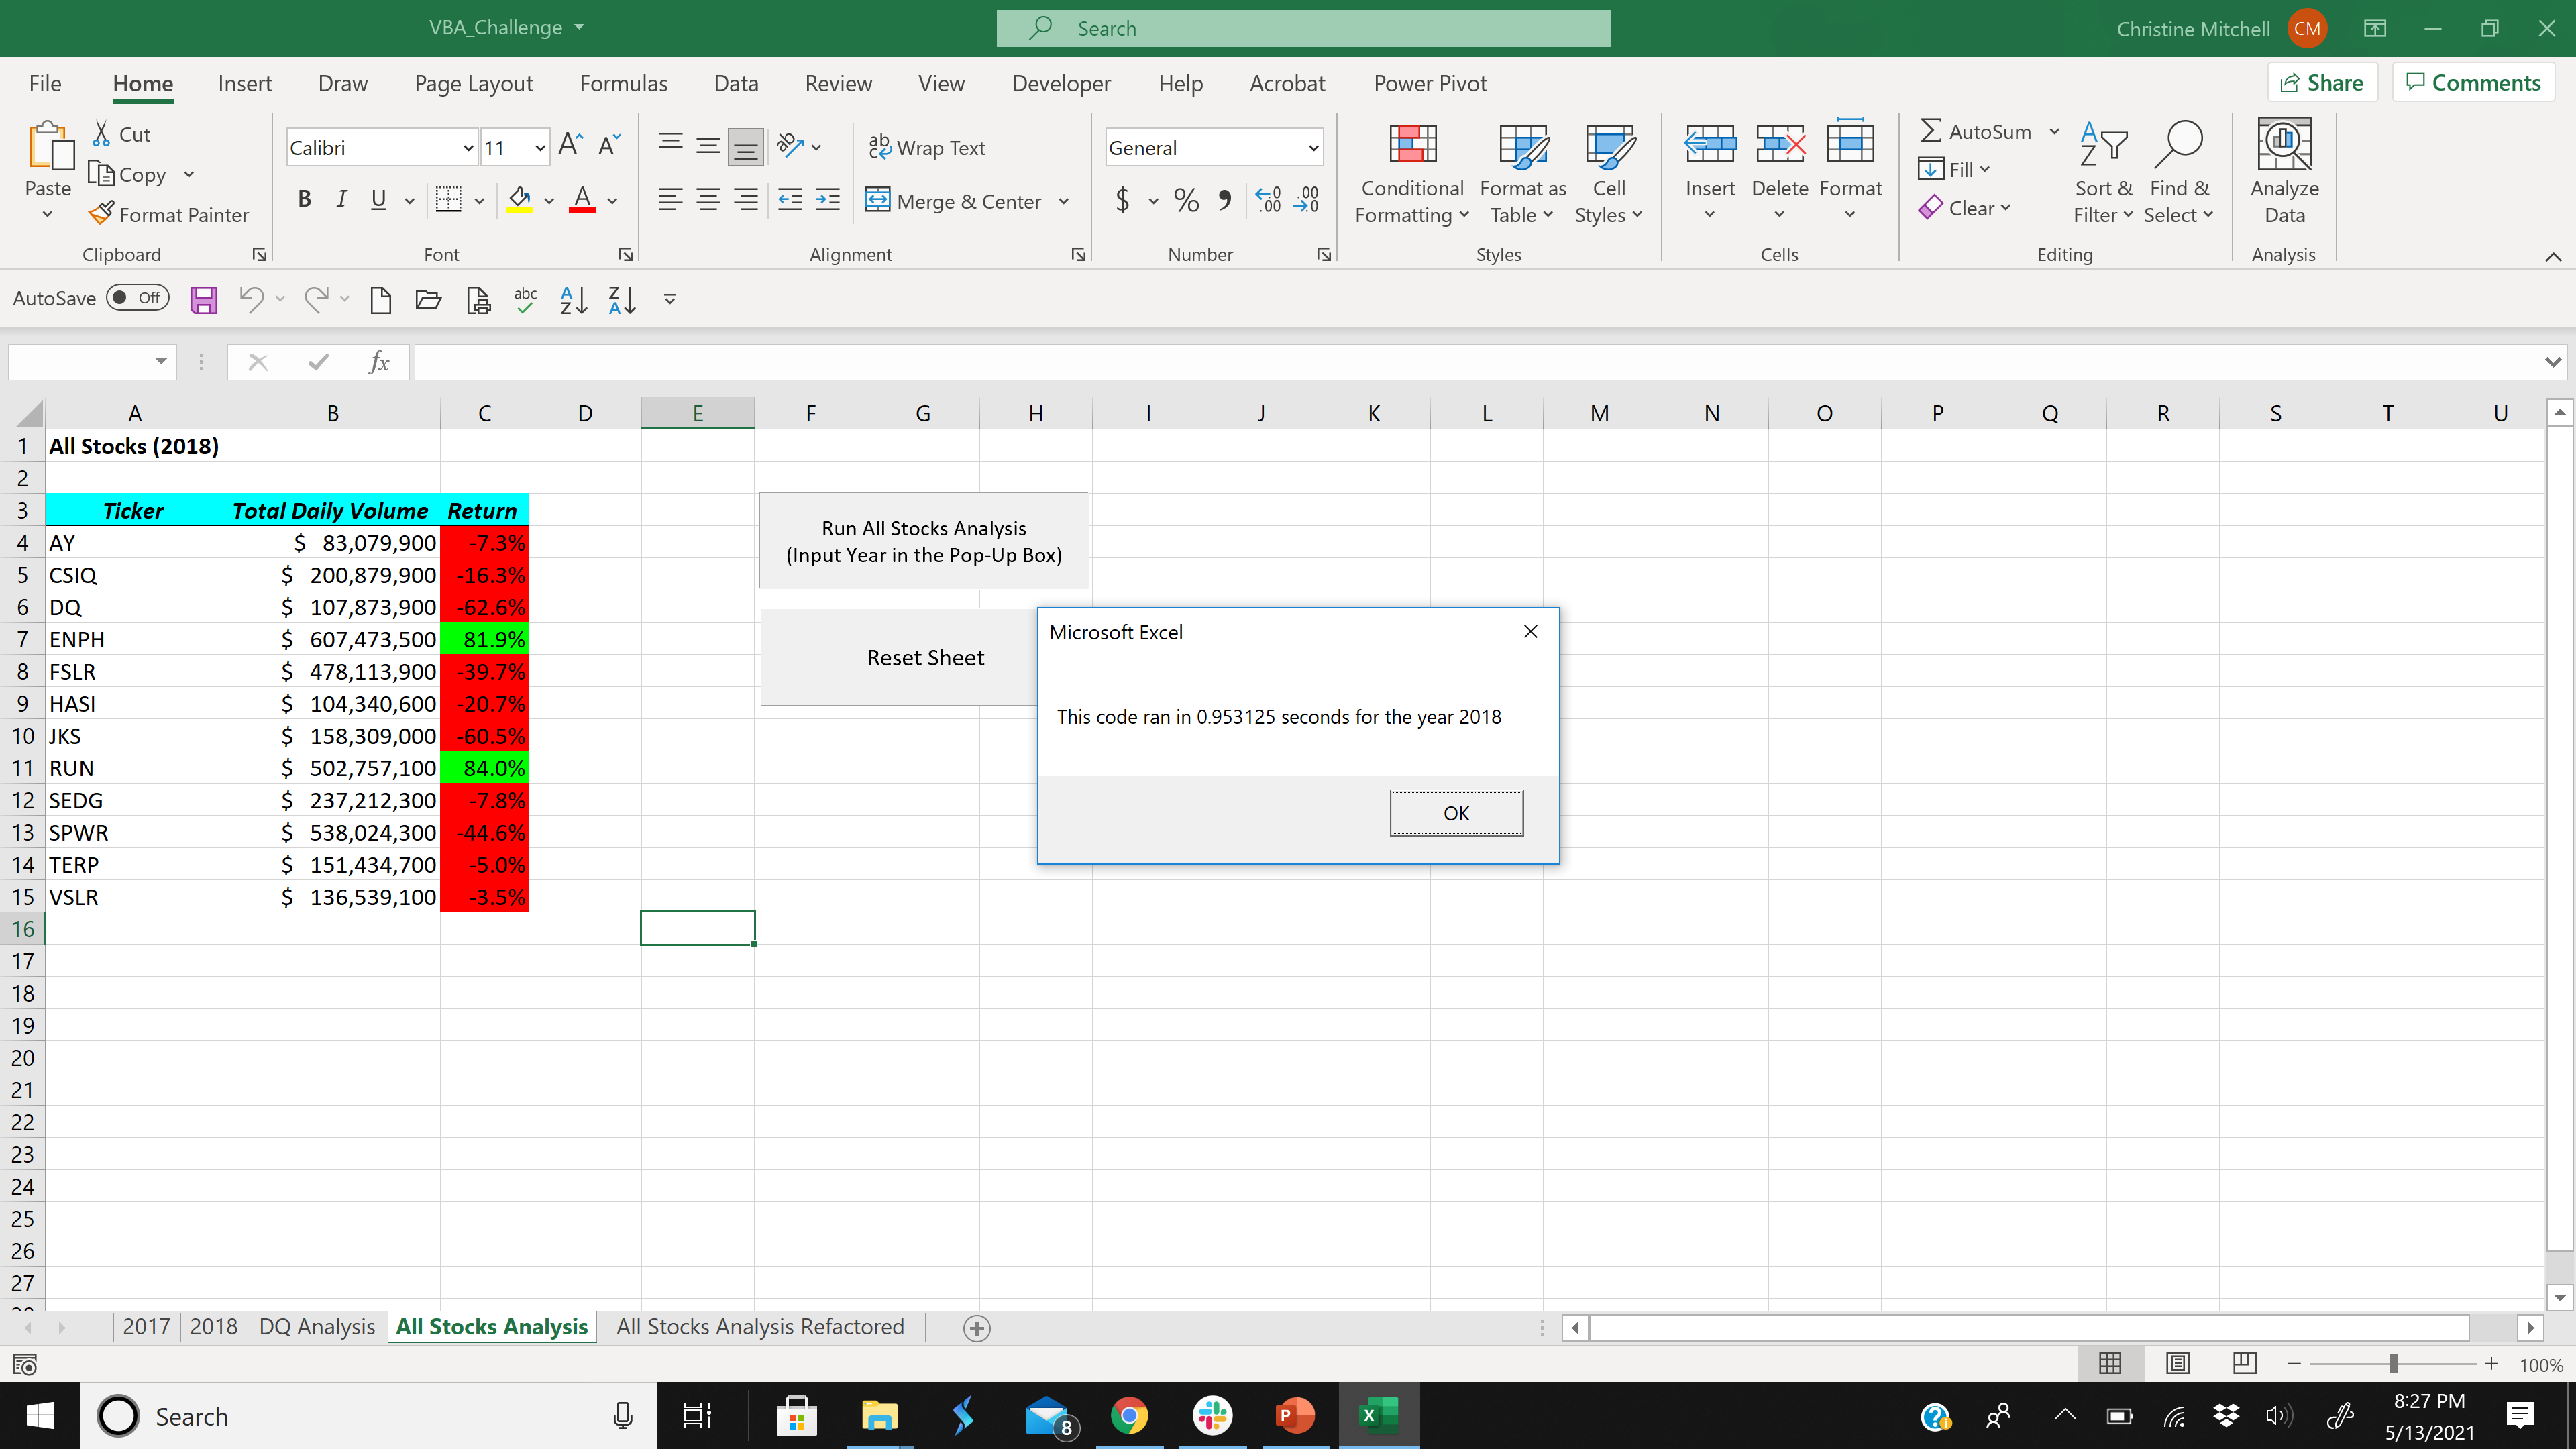 VBA_Challenge
Search
Christine Mitchell CM
File Home Insert Draw Page Layout Formulas Data Review View Developer Help Acrobat Power Pivot Share Comments
Paste
Cut
Copy
Format Painter
Clipboard
Calibri 11
B I U A
Font
Wrap Text
Merge & Center
Alignment
General
$ % 9
Number
Conditional Formatting
Format as Table
Cell Styles
Styles
Insert Delete Format
Cells
AutoSum
Fill
Clear
Sort & Filter
Find & Select
Editing
Analyze Data
Analysis
AutoSave Off
fx
A B C D E F G H I J K L M N O P Q R S T U
1 All Stocks (2018)
2
3 Ticker Total Daily Volume Return
4 AY $ 83,079,900 -7.3%
5 CSIQ $ 200,879,900 -16.3%
6 DQ $ 107,873,900 -62.6%
7 ENPH $ 607,473,500 81.9%
8 FSLR $ 478,113,900 -39.7%
9 HASI $ 104,340,600 -20.7%
10 JKS $ 158,309,000 -60.5%
11 RUN $ 502,757,100 84.0%
12 SEDG $ 237,212,300 -7.8%
13 SPWR $ 538,024,300 -44.6%
14 TERP $ 151,434,700 -5.0%
15 VSLR $ 136,539,100 -3.5%
16
17
18
19
20
21
22
23
24
25
26
27
Run All Stocks Analysis
(Input Year in the Pop-Up Box)
Reset Sheet
Microsoft Excel
This code ran in 0.953125 seconds for the year 2018
OK
2017 2018 DQ Analysis All Stocks Analysis All Stocks Analysis Refactored
100%
Search
8
8:27 PM
5/13/2021